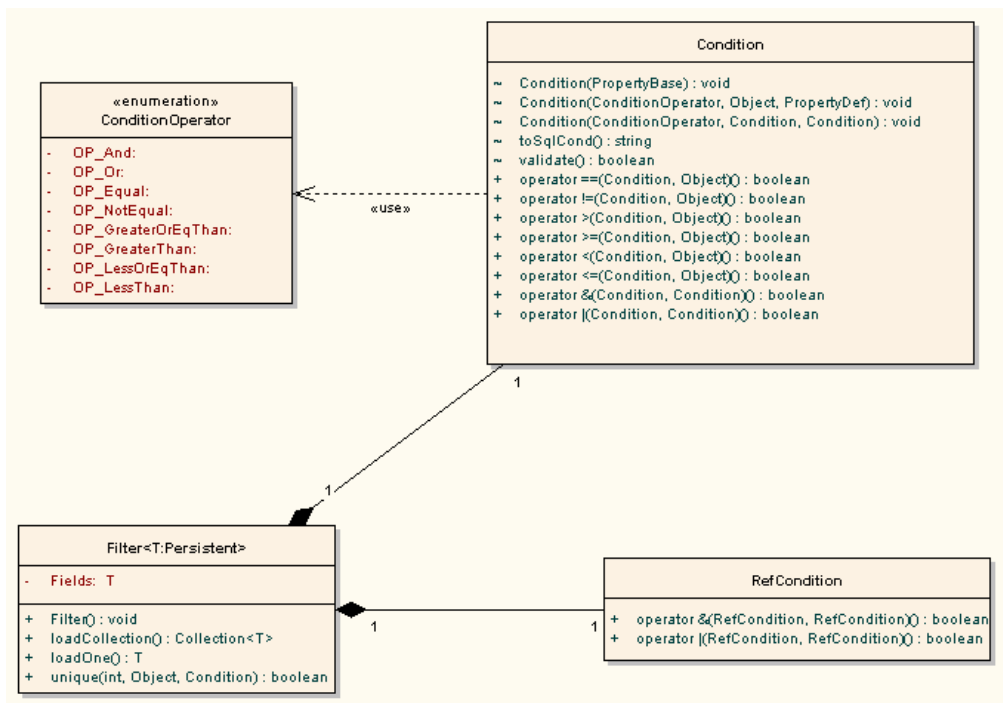 «enumeration»
ConditionOperator
- OP_And:
- OP_Or:
- OP_Equal:
- OP_NotEqual:
- OP_GreaterOrEqThan:
- OP_GreaterThan:
- OP_LessOrEqThan:
- OP_LessThan:
«use»
Condition
~ Condition(PropertyBase) : void
~ Condition(ConditionOperator, Object, PropertyDef) : void
~ Condition(ConditionOperator, Condition, Condition) : void
~ toSqlCond() : string
~ validate() : boolean
+ operator ==(Condition, Object)() : boolean
+ operator !=(Condition, Object)() : boolean
+ operator >(Condition, Object)() : boolean
+ operator >=(Condition, Object)() : boolean
+ operator <(Condition, Object)() : boolean
+ operator <=(Condition, Object)() : boolean
+ operator &(Condition, Condition)() : boolean
+ operator |(Condition, Condition)() : boolean
1
1
Filter<T:Persistent>
- Fields: T
+ Filter() : void
+ loadCollection() : Collection<T>
+ loadOne() : T
+ unique(int, Object, Condition) : boolean
1
1
RefCondition
+ operator &(RefCondition, RefCondition)() : boolean
+ operator |(RefCondition, RefCondition)() : boolean